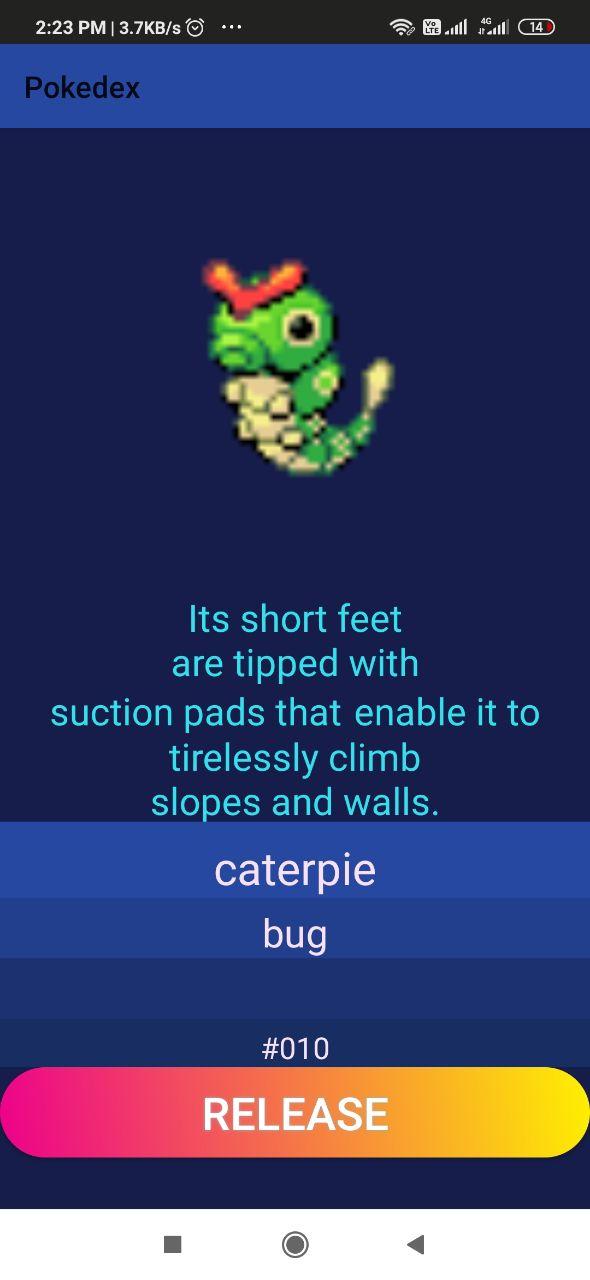 2:23 PM | 3.7KB/s ...
Vo LTE 4G 14
Pokedex
Its short feet
are tipped with
suction pads that enable it to
tirelessly climb
slopes and walls.
caterpie
bug
#010
RELEASE